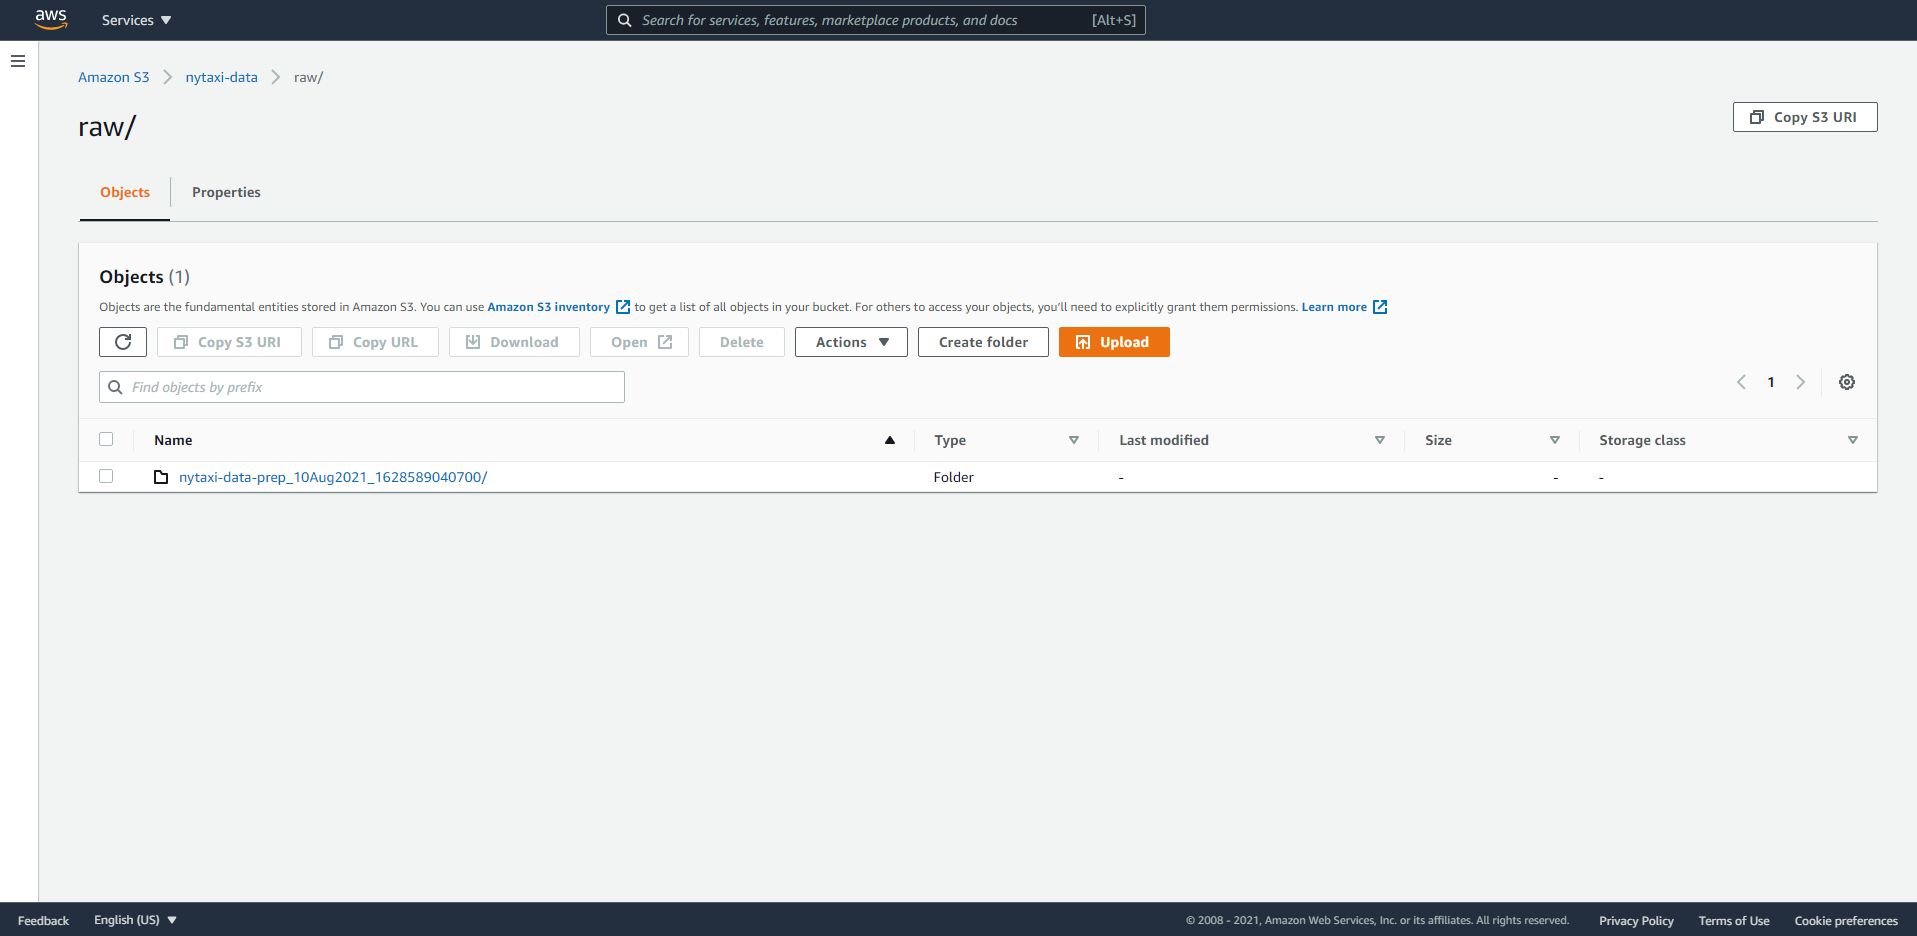 aws Services Search for services, features, marketplace products, and docs [Alt+S]
Amazon S3 nytaxi-data raw/
raw/
Copy S3 URI
Objects Properties
Objects (1)
Objects are the fundamental entities stored in Amazon S3. You can use Amazon S3 inventory to get a list of all objects in your bucket. For others to access your objects, you'll need to explicitly grant them permissions. Learn more
Copy S3 URI Copy URL Download Open Delete Actions Create folder Upload
Find objects by prefix
1
Name Type Last modified Size Storage class
nytaxi-data-prep_10Aug2021_1628589040700/ Folder - - -
Feedback English (US) © 2008 - 2021, Amazon Web Services, Inc. or its affiliates. All rights reserved. Privacy Policy Terms of Use Cookie preferences